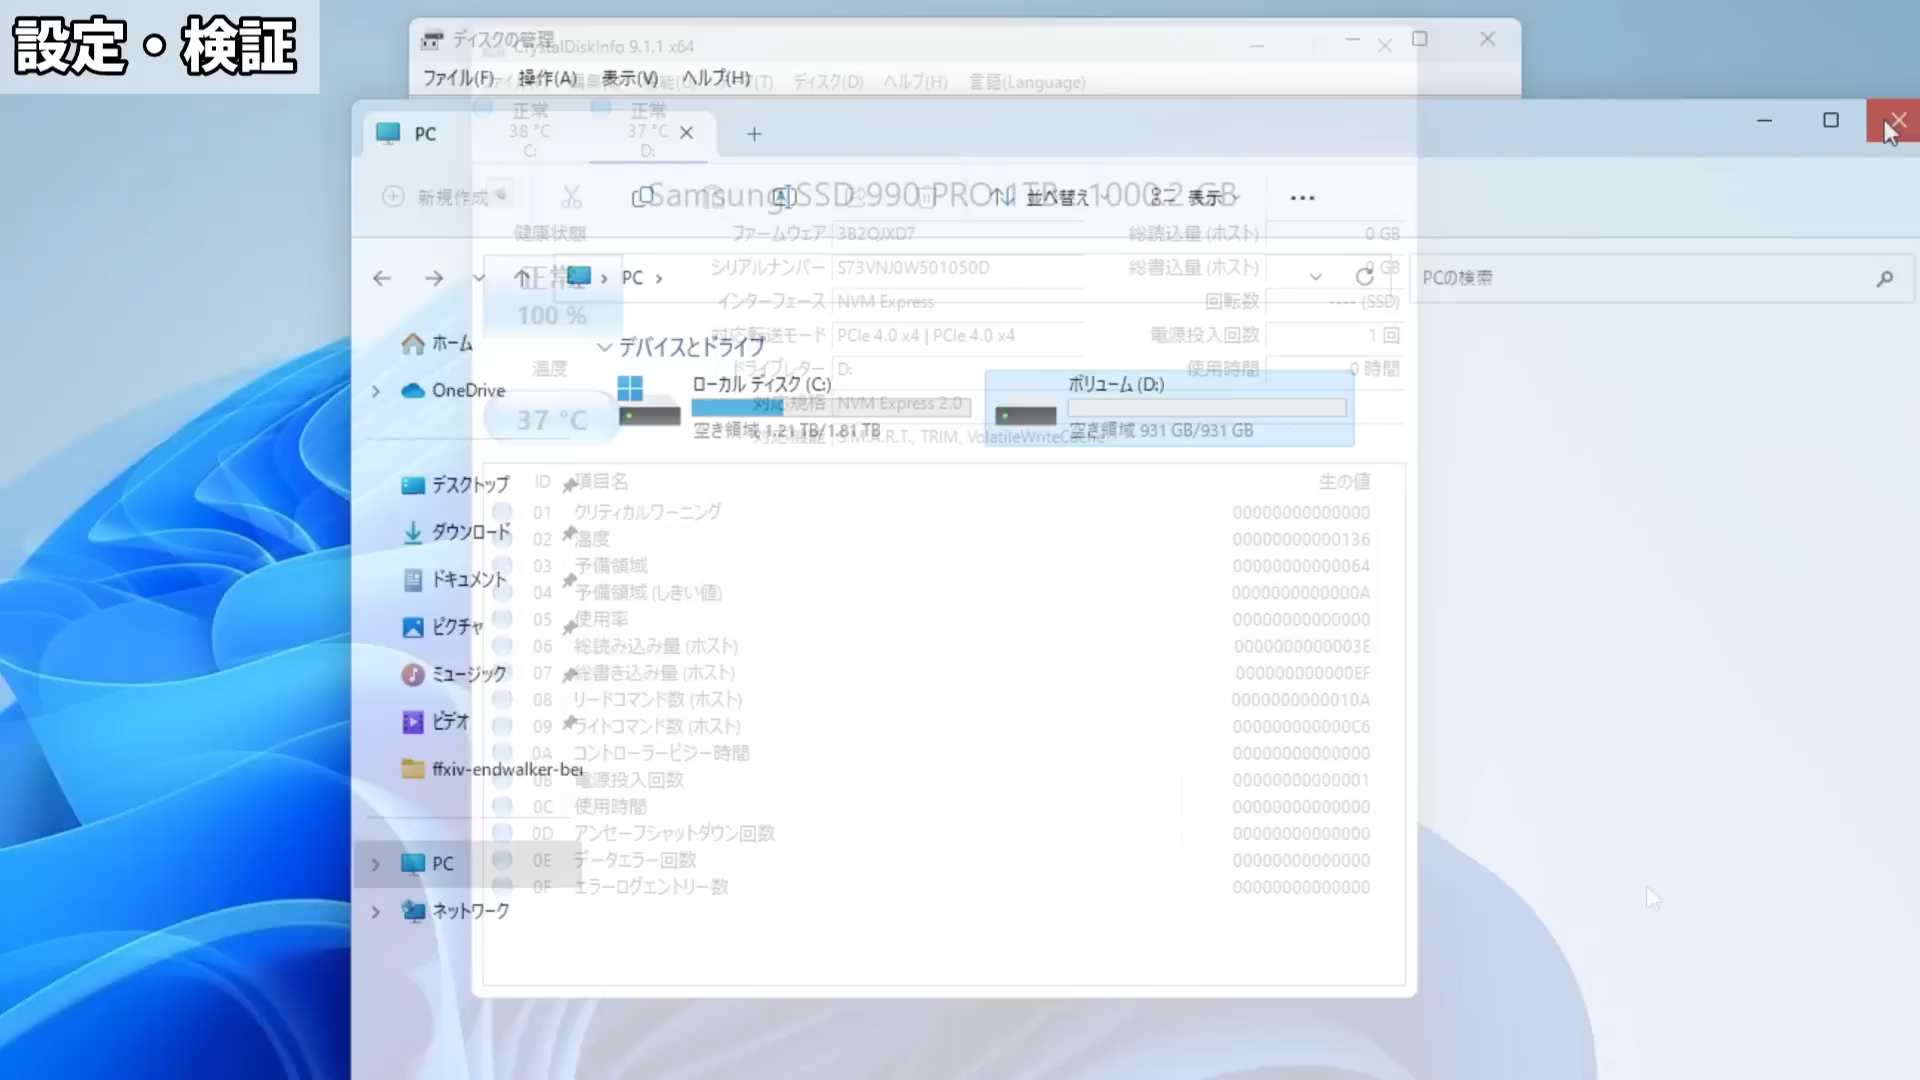 設定・検証
ディスクの管理
CrystalDiskInfo 9.1.1 x64
ファイル(F) 操作(A) 表示(V) ヘルプ(H)
ディスク(D) ヘルプ(H) 言語(Language)
正常 正常
38 °C 37 °C
C: D:
PC
新規作成
並べ替え
表示
Samsung SSD 990 PRO 1TB 1000.2 GB
健康状態
正常
100 %
温度
37 °C
ファームウェア 3B2QJXD7
シリアルナンバー S73VNJ0W501050D
インターフェース NVM Express
対応転送モード PCIe 4.0 x4 | PCIe 4.0 x4
ドライブレター D:
対応規格 NVM Express 2.0
対応機能 S.M.A.R.T., TRIM, VolatileWriteCache
総読込量 (ホスト) 0 GB
総書込量 (ホスト) 0 GB
回転数 ---- (SSD)
電源投入回数 1 回
使用時間 0 時間
PC
PCの検索
デバイスとドライブ
ローカル ディスク (C:)
空き領域 1.21 TB/1.81 TB
ボリューム (D:)
空き領域 931 GB/931 GB
ホーム
OneDrive
デスクトップ
ダウンロード
ドキュメント
ピクチャ
ミュージック
ビデオ
ffxiv-endwalker-ber
PC
ネットワーク
ID 項目名 生の値
01 クリティカルワーニング 00000000000000
02 温度 00000000000136
03 予備領域 00000000000064
04 予備領域 (しきい値) 0000000000000A
05 使用率 00000000000000
06 総読み込み量 (ホスト) 0000000000003E
07 総書き込み量 (ホスト) 000000000000EF
08 リードコマンド数 (ホスト) 0000000000010A
09 ライトコマンド数 (ホスト) 000000000000C6
0A コントローラービジー時間 00000000000000
0B 電源投入回数 00000000000001
0C 使用時間 00000000000000
0D アンセーフシャットダウン回数 00000000000000
0E データエラー回数 00000000000000
0F エラーログエントリー数 00000000000000